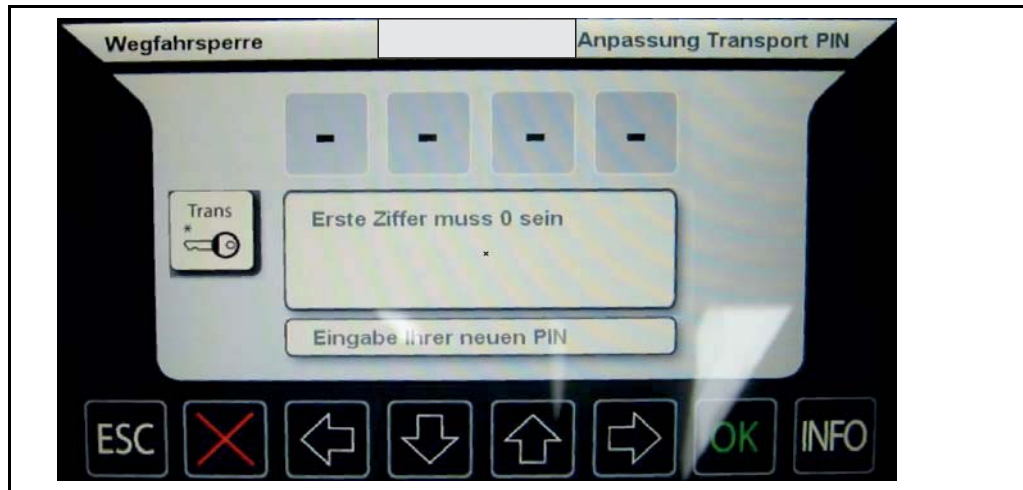 Wegfahrsperre
Anpassung Transport PIN
- - - -
Trans
*
Erste Ziffer muss 0 sein
Eingabe Ihrer neuen PIN
ESC
OK
INFO